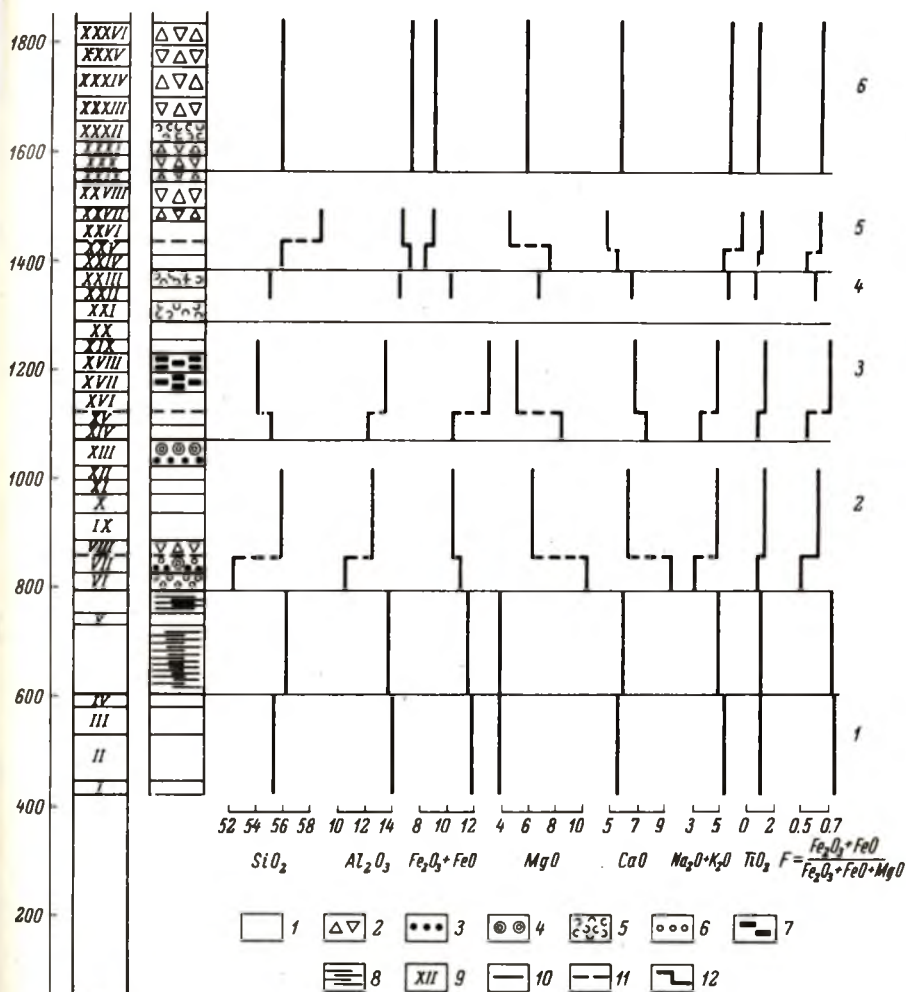 1800
1600
1400
1200
1000
800
600
400
200
XXXVI
XXXV
XXXIV
XXXIII
XXXII
XXXI
XXX
XXIX
XXVIII
XXVII
XXVI
XXV
XXIV
XXIII
XXII
XXI
XX
XIX
XVIII
XVII
XVI
XV
XIV
XIII
XII
XI
X
IX
VIII
VII
VI
V
IV
III
II
I
6
5
4
3
2
1
52 54 56 58 10 12 14 8 10 12 4 8 10 5 7 9 3 5 0 2 0.5 0.7
SiO₂ Al₂O₃ Fe₂O₃+FeO MgO CaO Na₂O+K₂O TiO₂ F=Fe₂O₃+FeO/Fe₂O₃+FeO+MgO
1 2 3 4 5 6 7
8 XII 9 10 11 12